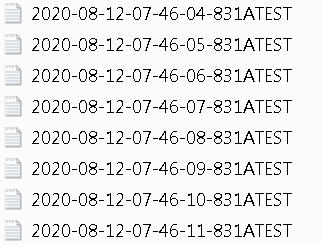 2020-08-12-07-46-04-831ATEST
2020-08-12-07-46-05-831ATEST
2020-08-12-07-46-06-831ATEST
2020-08-12-07-46-07-831ATEST
2020-08-12-07-46-08-831ATEST
2020-08-12-07-46-09-831ATEST
2020-08-12-07-46-10-831ATEST
2020-08-12-07-46-11-831ATEST